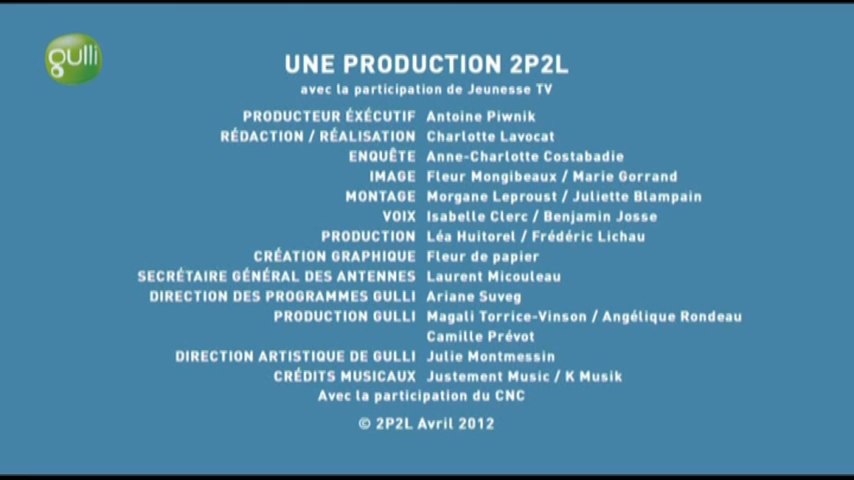 gulli
UNE PRODUCTION 2P2L
avec la participation de Jeunesse TV
PRODUCTEUR ÉXÉCUTIF Antoine Piwnik
RÉDACTION / RÉALISATION Charlotte Lavocat
ENQUÊTE Anne-Charlotte Costabadie
IMAGE Fleur Mongibeaux / Marie Gorrand
MONTAGE Morgane Leproust / Juliette Blampain
VOIX Isabelle Clerc / Benjamin Josse
PRODUCTION Léa Huitorel / Frédéric Lichau
CRÉATION GRAPHIQUE Fleur de papier
SECRÉTAIRE GÉNÉRAL DES ANTENNES Laurent Micouleau
DIRECTION DES PROGRAMMES GULLI Ariane Suveg
PRODUCTION GULLI Magali Torrice-Vinson / Angélique Rondeau
Camille Prévot
DIRECTION ARTISTIQUE DE GULLI Julie Montmessin
CRÉDITS MUSICAUX Justement Music / K Musik
Avec la participation du CNC
© 2P2L Avril 2012